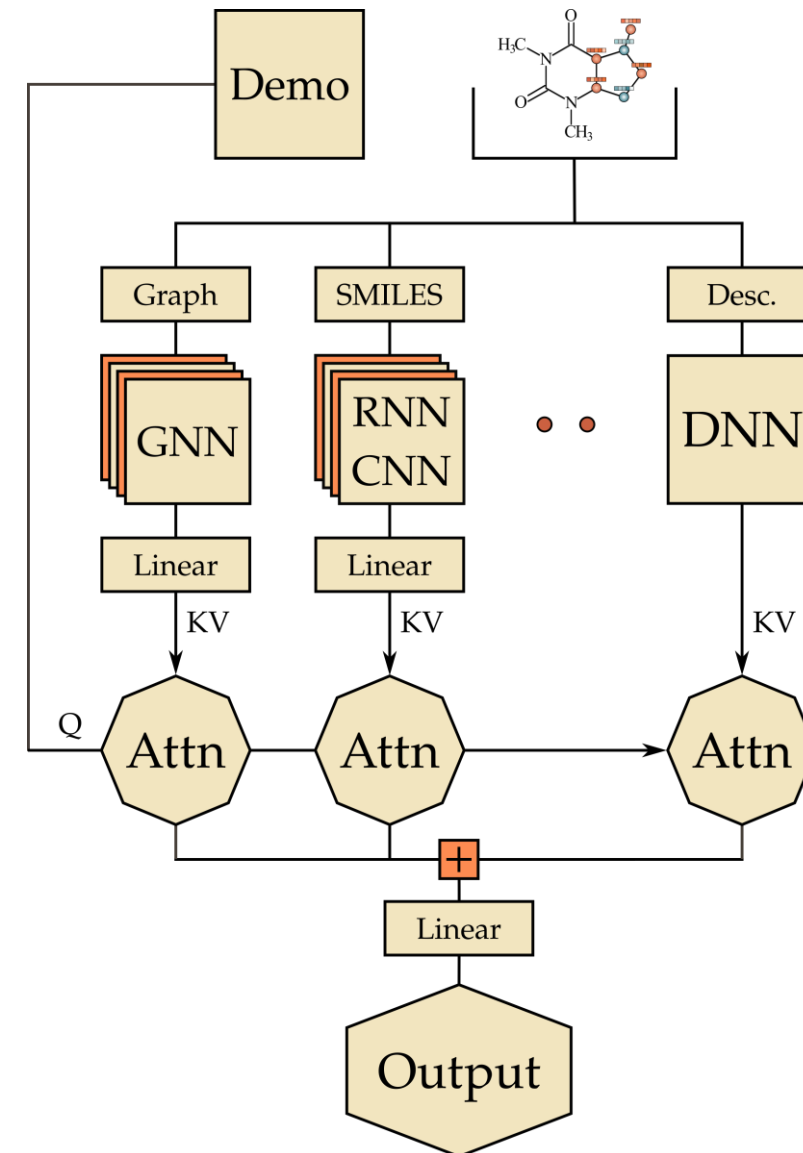 Demo
O
H₃C
N
O
N
CH₃
Graph
SMILES
Desc.
GNN
RNN
CNN
DNN
Linear
Linear
KV
KV
KV
Q
Attn
Attn
Attn
+
Linear
Output